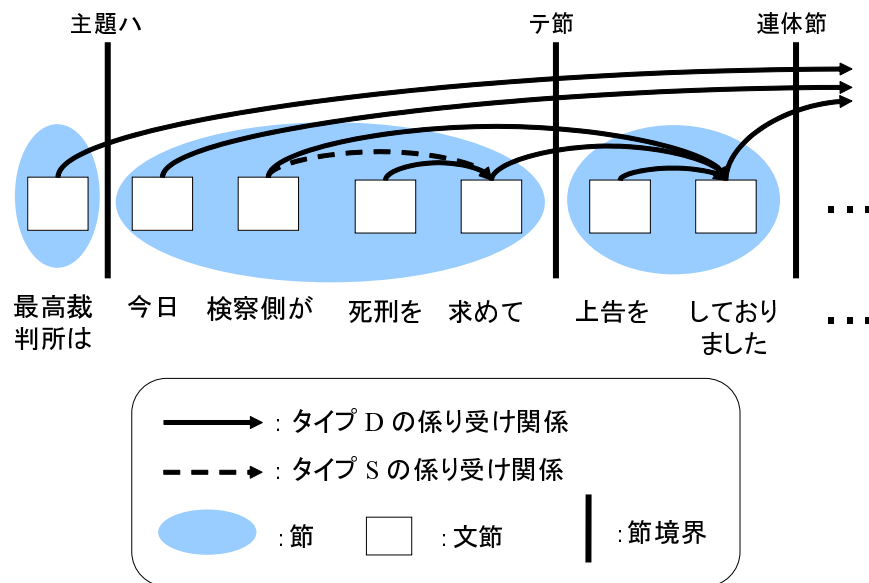 主題ハ
テ節
連体節
...
最高裁
判所は
今日
検察側が
死刑を
求めて
上告を
しており
ました
...
: タイプ D の係り受け関係
: タイプ S の係り受け関係
: 節
: 文節
: 節境界